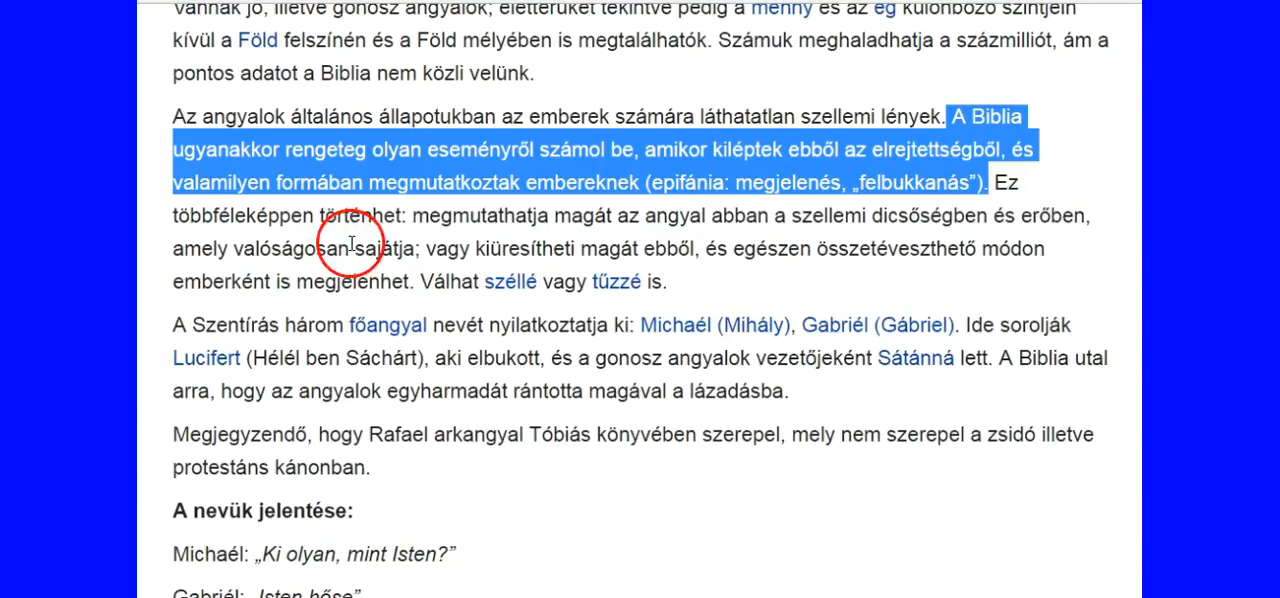 vannak jó, illetve gonosz angyalok; életterüket tekintve pedig a menny és az ég különböző szintjein
kívül a Föld felszínén és a Föld mélyében is megtalálhatók. Számuk meghaladhatja a százmilliót, ám a
pontos adatot a Biblia nem közli velünk.
Az angyalok általános állapotukban az emberek számára láthatatlan szellemi lények. A Biblia
ugyanakkor rengeteg olyan eseményről számol be, amikor kiléptek ebből az elrejtettségből, és
valamilyen formában megmutatkoztak embereknek (epifánia: megjelenés, „felbukkanás”). Ez
többféleképpen történhet: megmutathatja magát az angyal abban a szellemi dicsőségben és erőben,
amely valóságosan sajátja; vagy kiüresítheti magát ebből, és egészen összetéveszthető módon
emberként is megjelenhet. Válhat széllé vagy tűzzé is.
A Szentírás három főangyal nevét nyilatkoztatja ki: Michaél (Mihály), Gabriél (Gábriel). Ide sorolják
Lucifert (Hélél ben Sáchárt), aki elbukott, és a gonosz angyalok vezetőjeként Sátánná lett. A Biblia utal
arra, hogy az angyalok egyharmadát rántotta magával a lázadásba.
Megjegyzendő, hogy Rafael arkangyal Tóbiás könyvében szerepel, mely nem szerepel a zsidó illetve
protestáns kánonban.
A nevük jelentése:
Michaél: „Ki olyan, mint Isten?”
Gabriél: „Isten hőse”